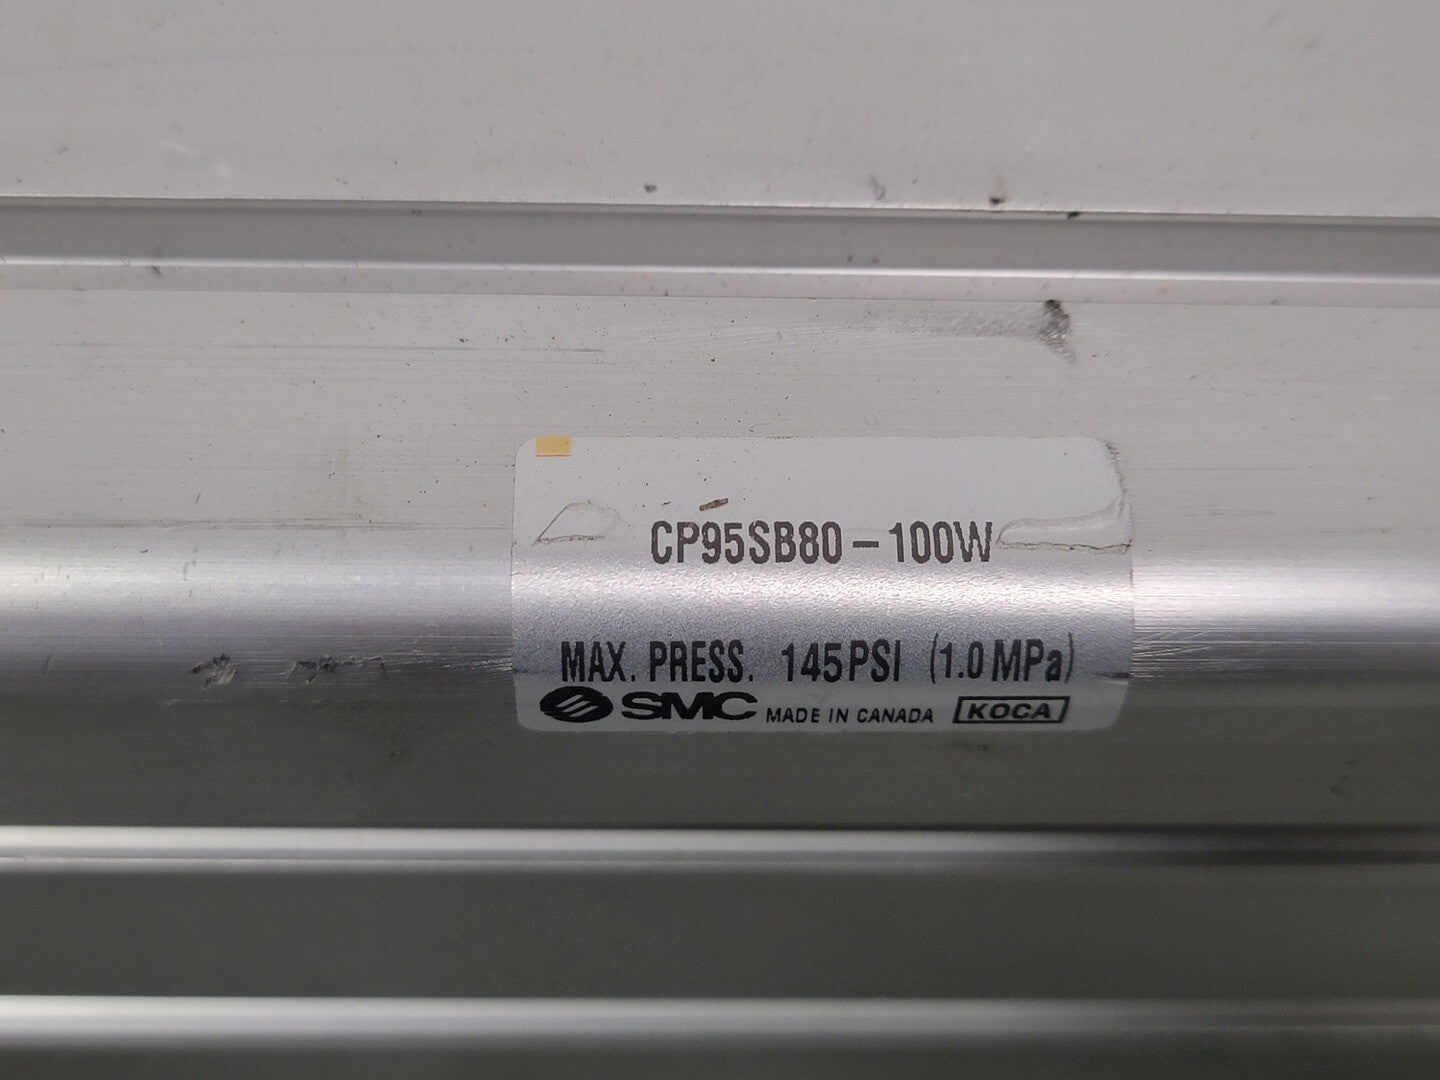 CP95SB80-100W
MAX. PRESS. 145PSI (1.0MPa)
SMC MADE IN CANADA KOCA